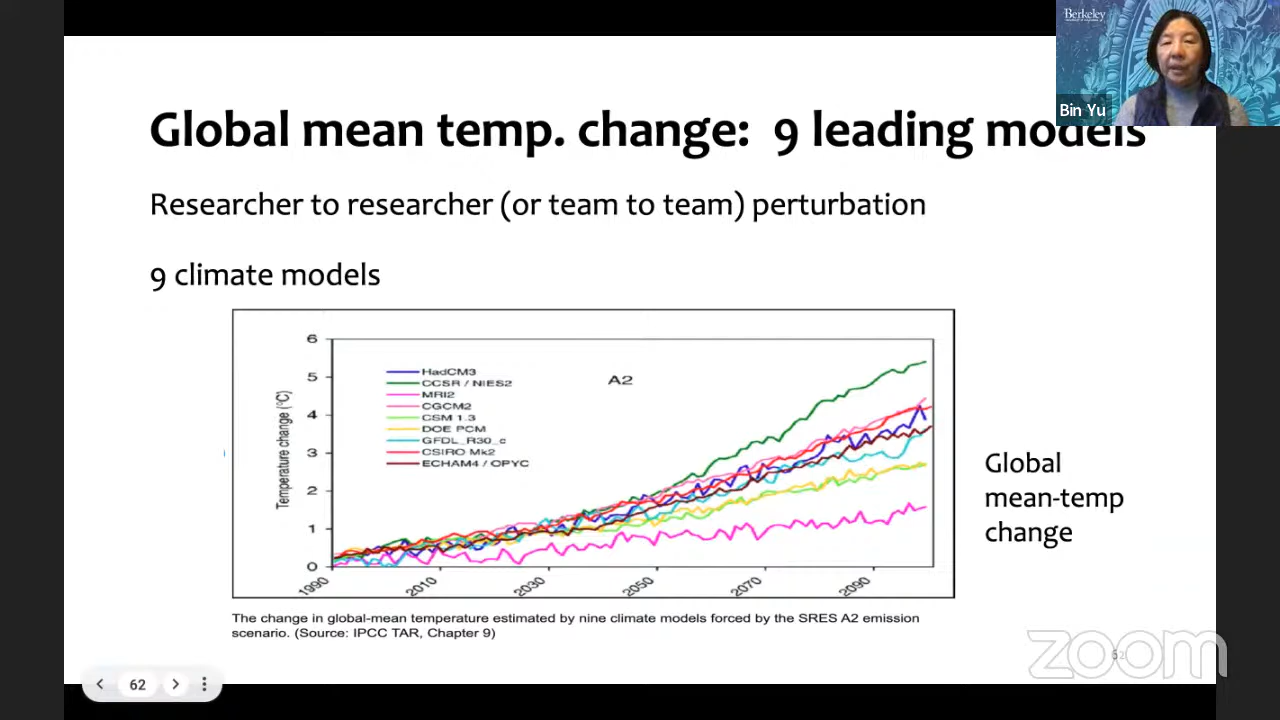 Berkeley
Bin Yu
Global mean temp. change: 9 leading models
Researcher to researcher (or team to team) perturbation
9 climate models
6
5
4
3
2
1
0
Temperature change (°C)
HadCM3
CCSR / NIES2
MRI2
CGCM2
CSM 1.3
DOE PCM
GFDL_R30_c
CSIRO Mk2
ECHAM4 / OPYC
A2
1990
2010
2030
2050
2070
2090
Global
mean-temp
change
The change in global-mean temperature estimated by nine climate models forced by the SRES A2 emission
scenario. (Source: IPCC TAR, Chapter 9)
62
zoom
62